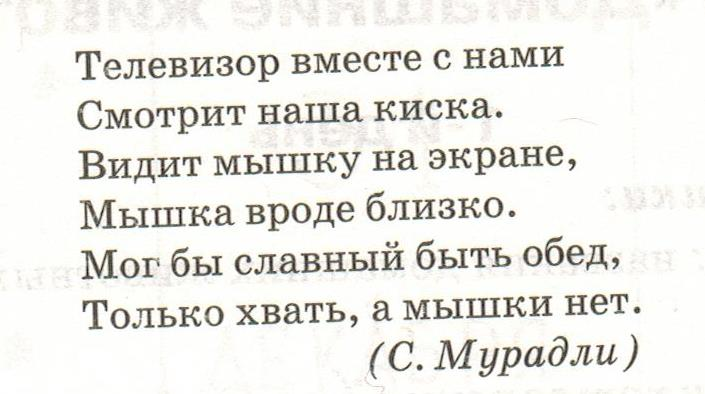 Телевизор вместе с нами
Смотрит наша киска.
Видит мышку на экране,
Мышка вроде близко.
Мог бы славный быть обед,
Только хвать, а мышки нет.
(С. Мурадли)